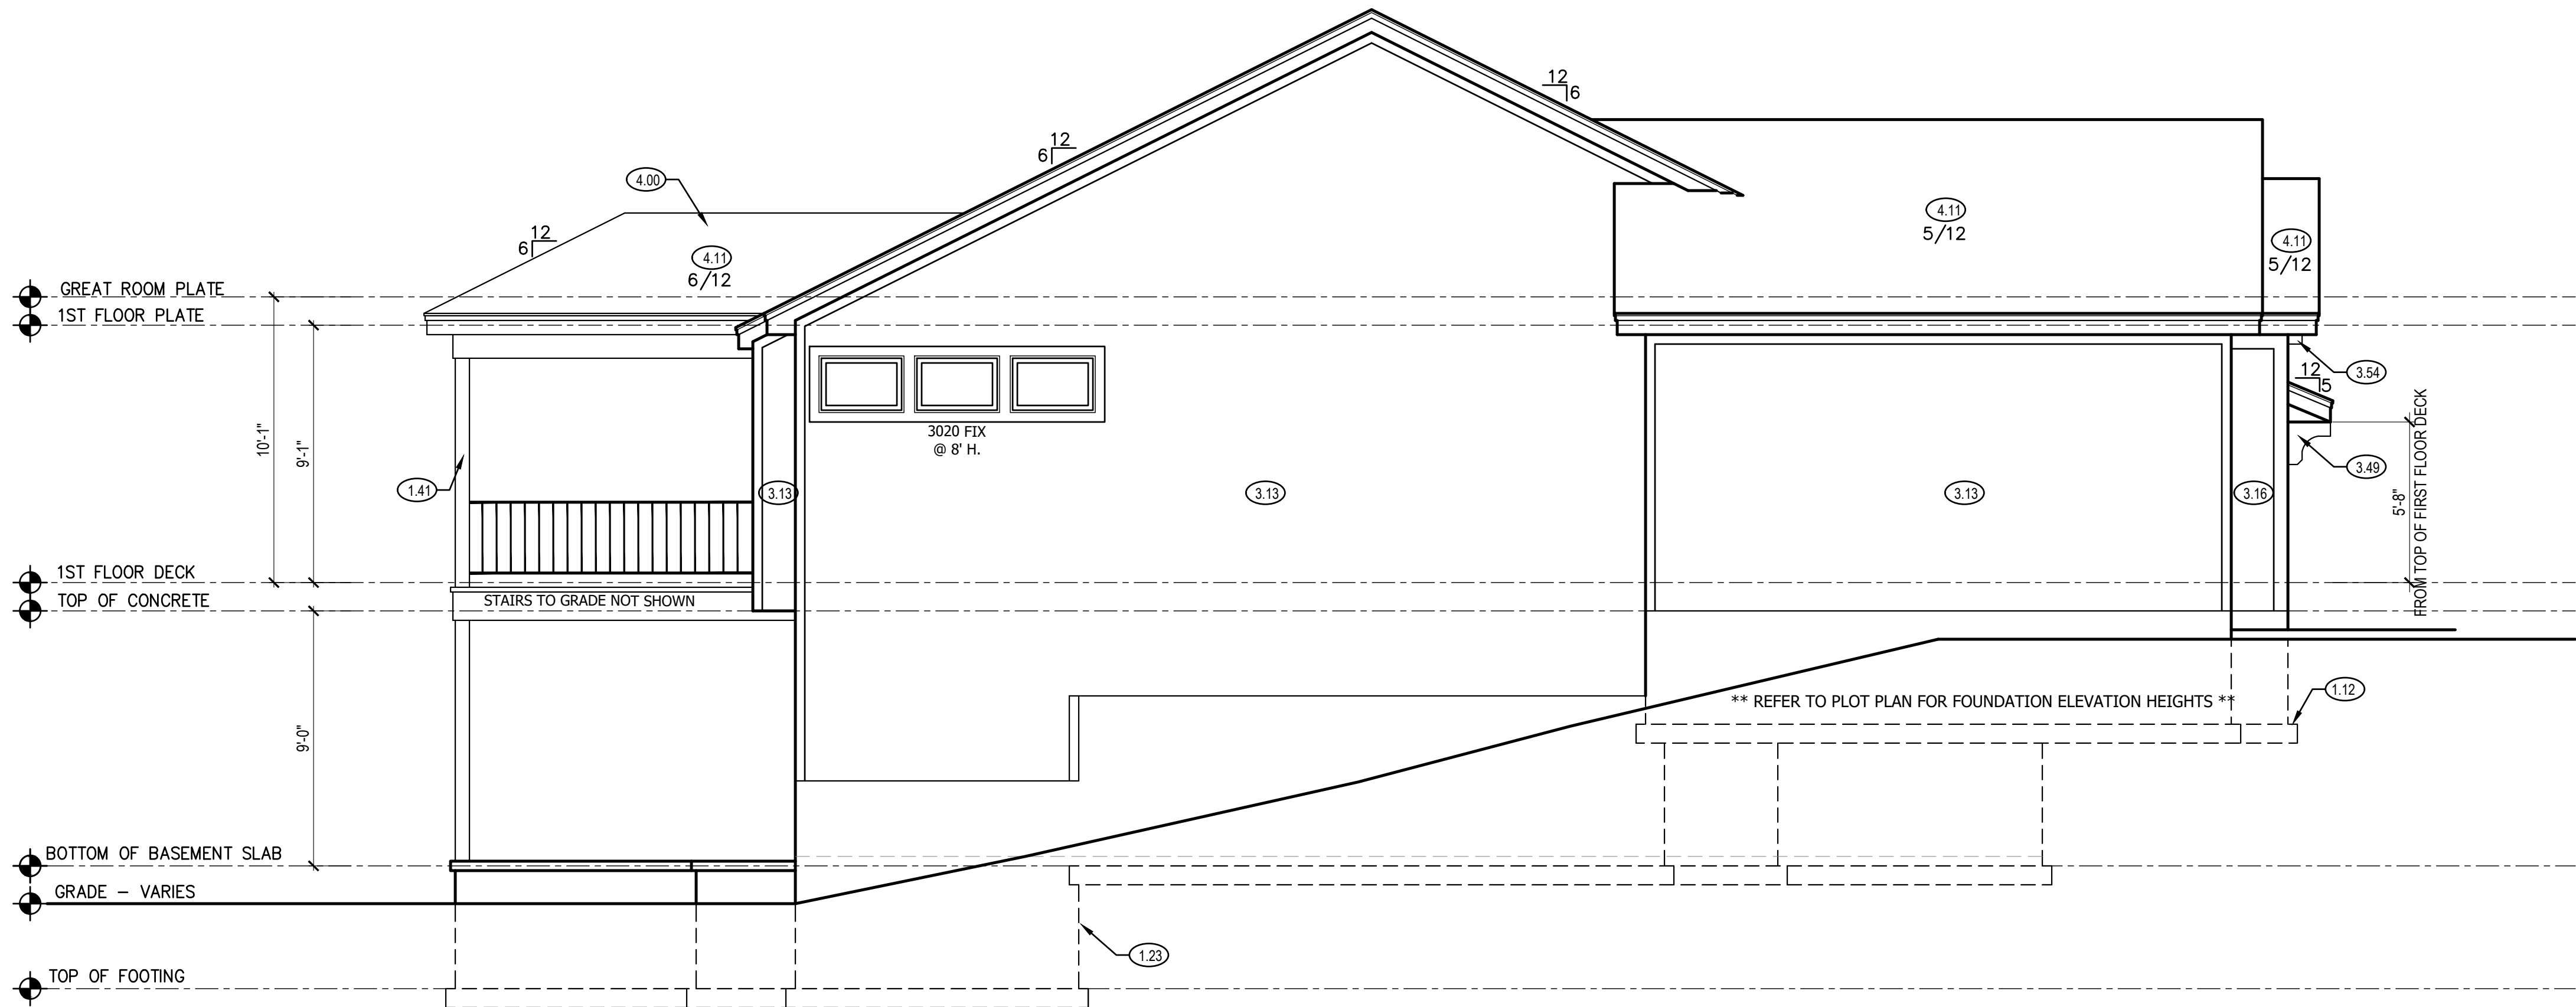 12
6
12
6
4.00
12
6
4.11
6/12
4.11
5/12
4.11
5/12
GREAT ROOM PLATE
1ST FLOOR PLATE
10'-1"
9'-1"
3020 FIX
@ 8' H.
3.54
12
5
3.49
1.41
3.13
3.13
3.13
3.16
5'-8"
FROM TOP OF FIRST FLOOR DECK
1ST FLOOR DECK
TOP OF CONCRETE
STAIRS TO GRADE NOT SHOWN
9'-0"
** REFER TO PLOT PLAN FOR FOUNDATION ELEVATION HEIGHTS **
1.12
BOTTOM OF BASEMENT SLAB
GRADE - VARIES
1.23
TOP OF FOOTING